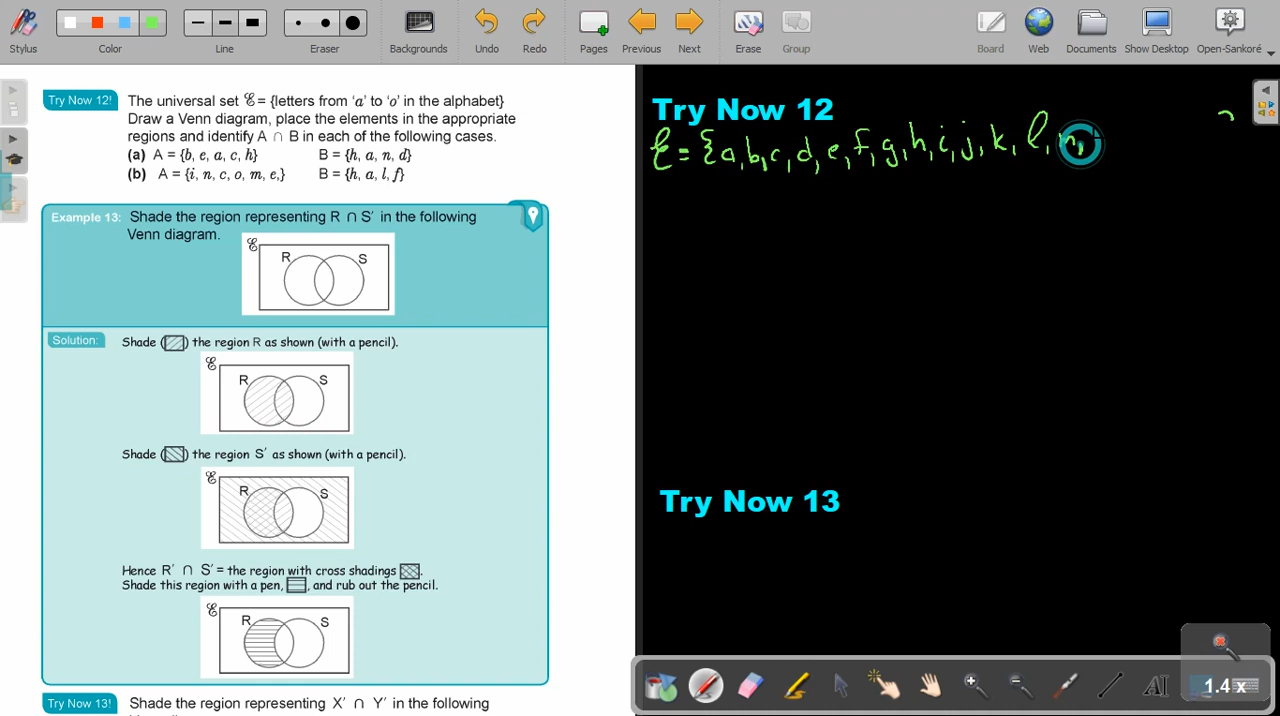 Stylus
Color
Line
Eraser
Backgrounds
Undo
Redo
Pages
Previous
Next
Erase
Group
Board
Web
Documents
Show Desktop
Open-Sankoré
Try Now 12!
The universal set ℰ = {letters from ‘a’ to ‘o’ in the alphabet}
Draw a Venn diagram, place the elements in the appropriate
regions and identify A ∩ B in each of the following cases.
(a) A = {b, e, a, c, h} B = {h, a, n, d}
(b) A = {i, n, c, o, m, e,} B = {h, a, l, f}
Example 13: Shade the region representing R ∩ S′ in the following
Venn diagram.
ℰ
R S
Solution:
Shade ( ) the region R as shown (with a pencil).
ℰ
R S
Shade ( ) the region S′ as shown (with a pencil).
ℰ
R S
Hence R′ ∩ S′ = the region with cross shadings .
Shade this region with a pen, , and rub out the pencil.
ℰ
R S
Try Now 13!
Shade the region representing X′ ∩ Y′ in the following
Try Now 12
ℰ = {a, b, c, d, e, f, g, h, i, j, k, l,
Try Now 13
1.4 x